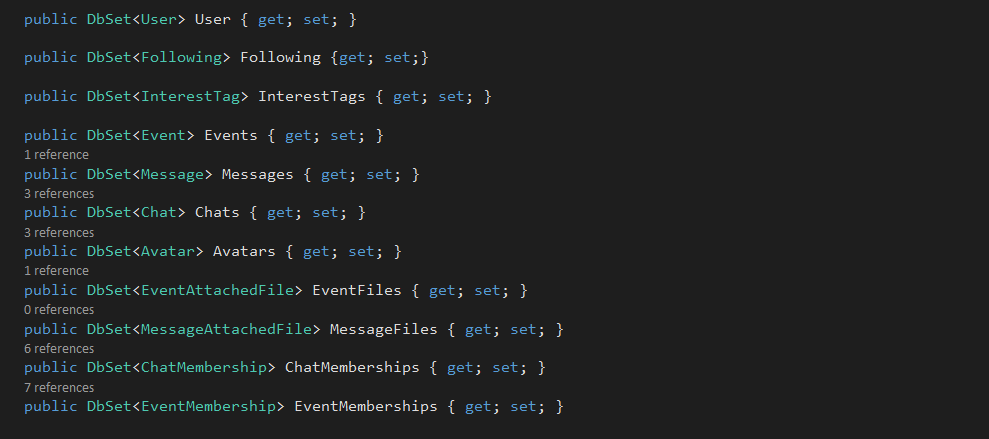 public DbSet<User> User { get; set; }
public DbSet<Following> Following {get; set;}
public DbSet<InterestTag> InterestTags { get; set; }
public DbSet<Event> Events { get; set; }
1 reference
public DbSet<Message> Messages { get; set; }
3 references
public DbSet<Chat> Chats { get; set; }
3 references
public DbSet<Avatar> Avatars { get; set; }
1 reference
public DbSet<EventAttachedFile> EventFiles { get; set; }
0 references
public DbSet<MessageAttachedFile> MessageFiles { get; set; }
6 references
public DbSet<ChatMembership> ChatMemberships { get; set; }
7 references
public DbSet<EventMembership> EventMemberships { get; set; }